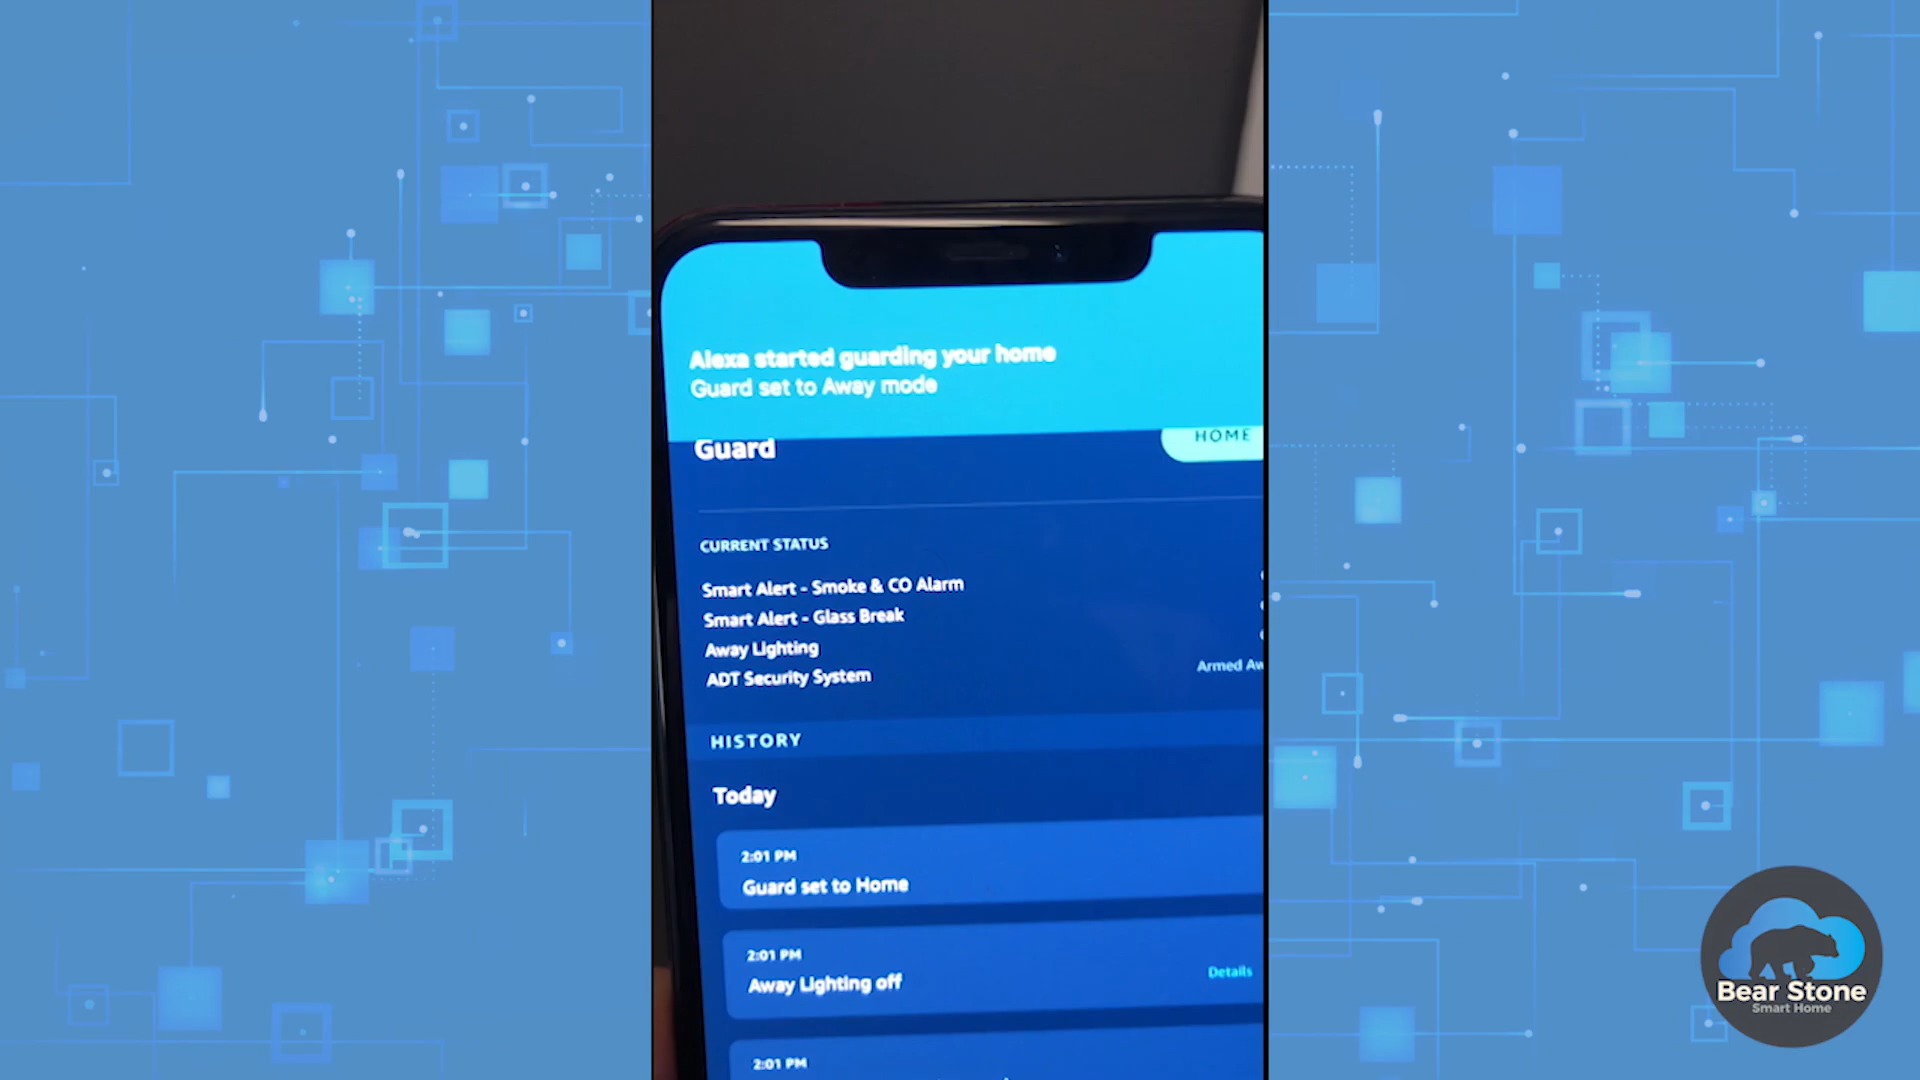 Alexa started guarding your home
Guard set to Away mode
Guard
HOME
CURRENT STATUS
Smart Alert - Smoke & CO Alarm
Smart Alert - Glass Break
Away Lighting
ADT Security System
Armed Aw
HISTORY
Today
2:01 PM
Guard set to Home
2:01 PM
Away Lighting off
Details
2:01 PM
Bear Stone
Smart Home